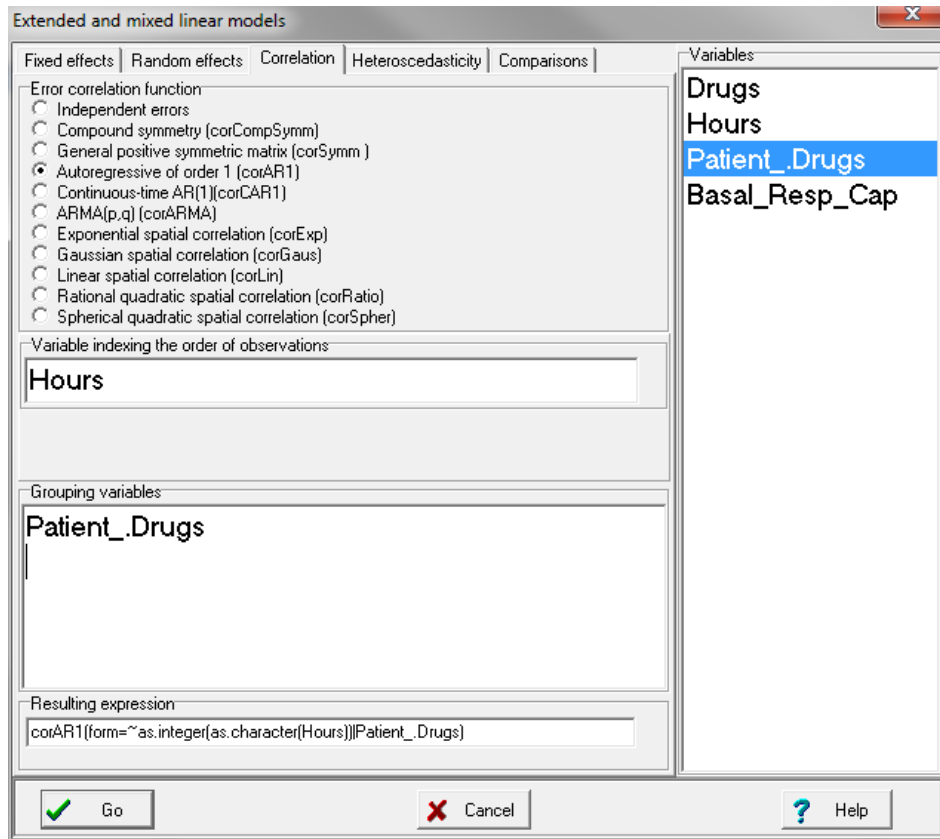 Extended and mixed linear models
X
Fixed effects Random effects Correlation Heteroscedasticity Comparisons
Error correlation function
Independent errors
Compound symmetry (corCompSymm)
General positive symmetric matrix (corSymm )
Autoregressive of order 1 (corAR1)
Continuous-time AR(1)(corCAR1)
ARMA(p,q) (corARMA)
Exponential spatial correlation (corExp)
Gaussian spatial correlation (corGaus)
Linear spatial correlation (corLin)
Rational quadratic spatial correlation (corRatio)
Spherical quadratic spatial correlation (corSpher)
Variable indexing the order of observations
Hours
Grouping variables
Patient_.Drugs
Resulting expression
corAR1(form=~as.integer(as.character(Hours))|Patient_.Drugs)
Variables
Drugs
Hours
Patient_.Drugs
Basal_Resp_Cap
Go
Cancel
? Help